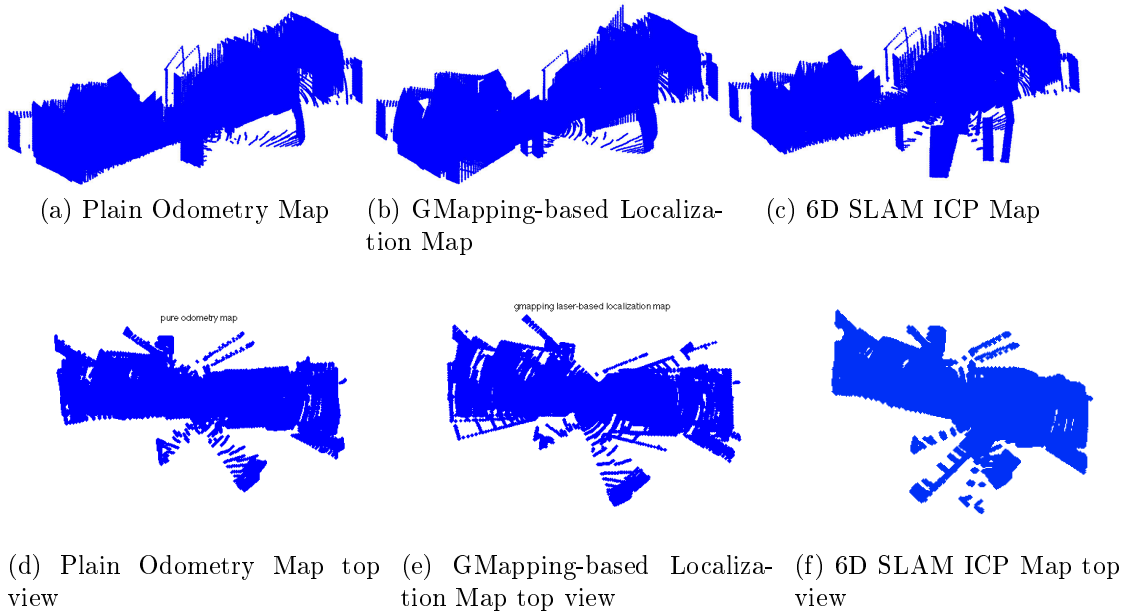 (a) Plain Odometry Map
(b) GMapping-based Localiza-
tion Map
(c) 6D SLAM ICP Map
pure odometry map
gmapping laser-based localization map
(d) Plain Odometry Map top
view
(e) GMapping-based Localiza-
tion Map top view
(f) 6D SLAM ICP Map top
view